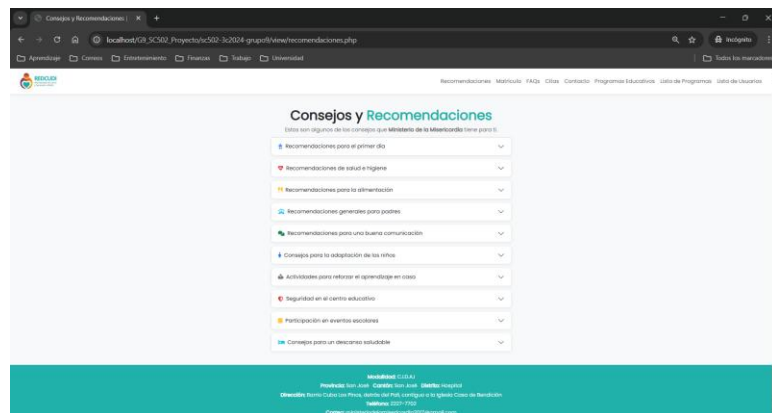 Consejos y Recomendaciones |
localhost/G9_SC502_Proyecto/sc502-3c2024-grupo9/view/recomendaciones.php
Incógnito
Aprendizaje Correos Entretenimiento Finanzas Trabajo Universidad
Todos los marcadores
REDCUDI
Recomendaciones Matrícula FAQs Citas Contacto Programas Educativos Lista de Programas Lista de Usuarios
Consejos y Recomendaciones
Estos son algunos de los consejos que Ministerio de la Misericordia tiene para ti.
Recomendaciones para el primer día
Recomendaciones de salud e higiene
Recomendaciones para la alimentación
Recomendaciones generales para padres
Recomendaciones para una buena comunicación
Consejos para la adaptación de los niños
Actividades para reforzar el aprendizaje en casa
Seguridad en el centro educativo
Participación en eventos escolares
Consejos para un descanso saludable
Modalidad: C.I.D.A.I
Provincia: San José Cantón: San José Distrito: Hospital
Dirección: Barrio Cuba Los Pinos, detrás del Palí, contiguo a la Iglesia Casa de Bendición
Teléfono: 2227-7702
Correo: